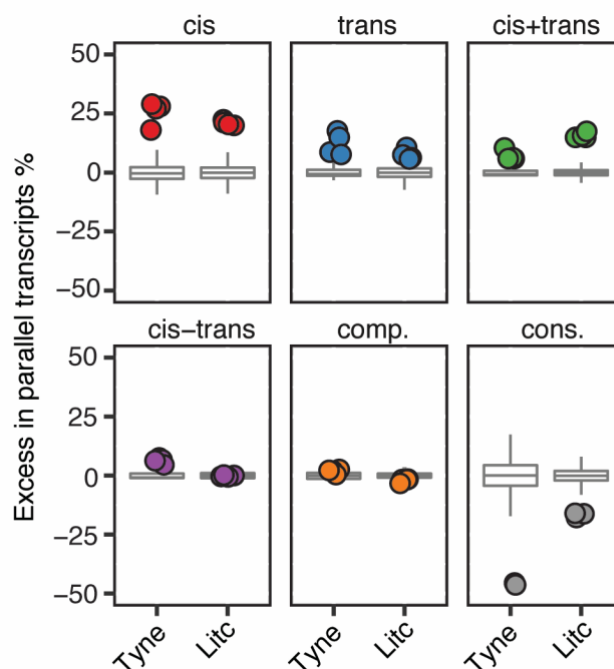 cis trans cis+trans
50
25
0
−25
−50
cis−trans comp. cons.
50
25
0
−25
−50
Excess in parallel transcripts %
Tyne Litc Tyne Litc Tyne Litc